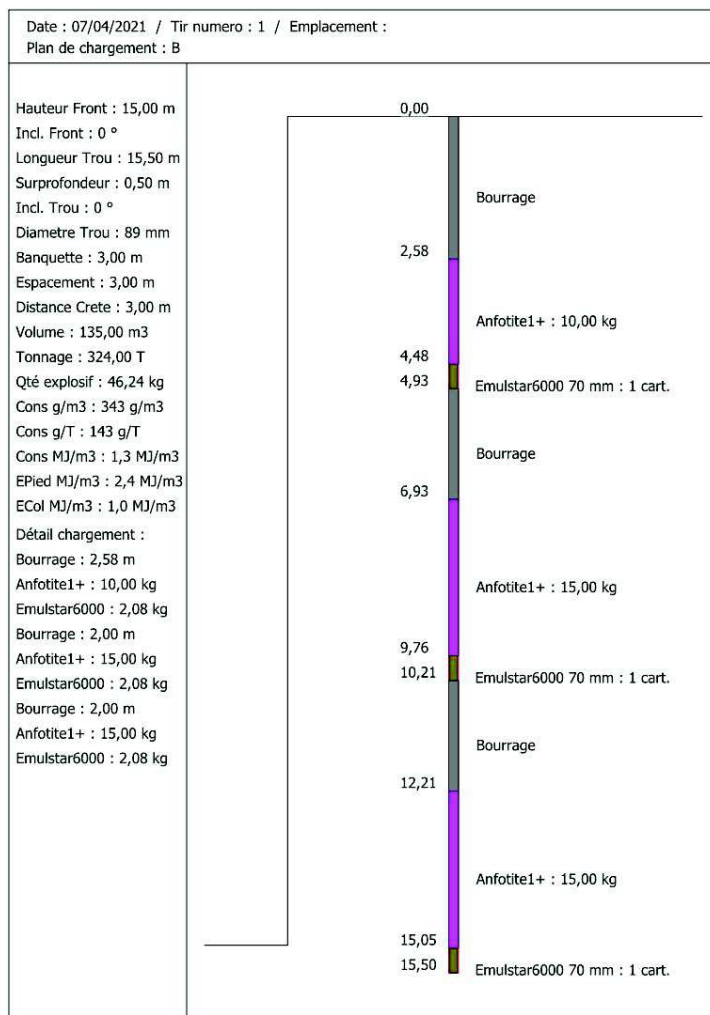 Date : 07/04/2021 / Tir numero : 1 / Emplacement :
Plan de chargement : B
Hauteur Front : 15,00 m
Incl. Front : 0 °
Longueur Trou : 15,50 m
Surprofondeur : 0,50 m
Incl. Trou : 0 °
Diametre Trou : 89 mm
Banquette : 3,00 m
Espacement : 3,00 m
Distance Crete : 3,00 m
Volume : 135,00 m3
Tonnage : 324,00 T
Qté explosif : 46,24 kg
Cons g/m3 : 343 g/m3
Cons g/T : 143 g/T
Cons MJ/m3 : 1,3 MJ/m3
EPied MJ/m3 : 2,4 MJ/m3
ECol MJ/m3 : 1,0 MJ/m3
Détail chargement :
Bourrage : 2,58 m
Anfotite1+ : 10,00 kg
Emulstar6000 : 2,08 kg
Bourrage : 2,00 m
Anfotite1+ : 15,00 kg
Emulstar6000 : 2,08 kg
Bourrage : 2,00 m
Anfotite1+ : 15,00 kg
Emulstar6000 : 2,08 kg
0,00
Bourrage
2,58
Anfotite1+ : 10,00 kg
4,48
4,93
Emulstar6000 70 mm : 1 cart.
Bourrage
6,93
Anfotite1+ : 15,00 kg
9,76
10,21
Emulstar6000 70 mm : 1 cart.
Bourrage
12,21
Anfotite1+ : 15,00 kg
15,05
15,50
Emulstar6000 70 mm : 1 cart.